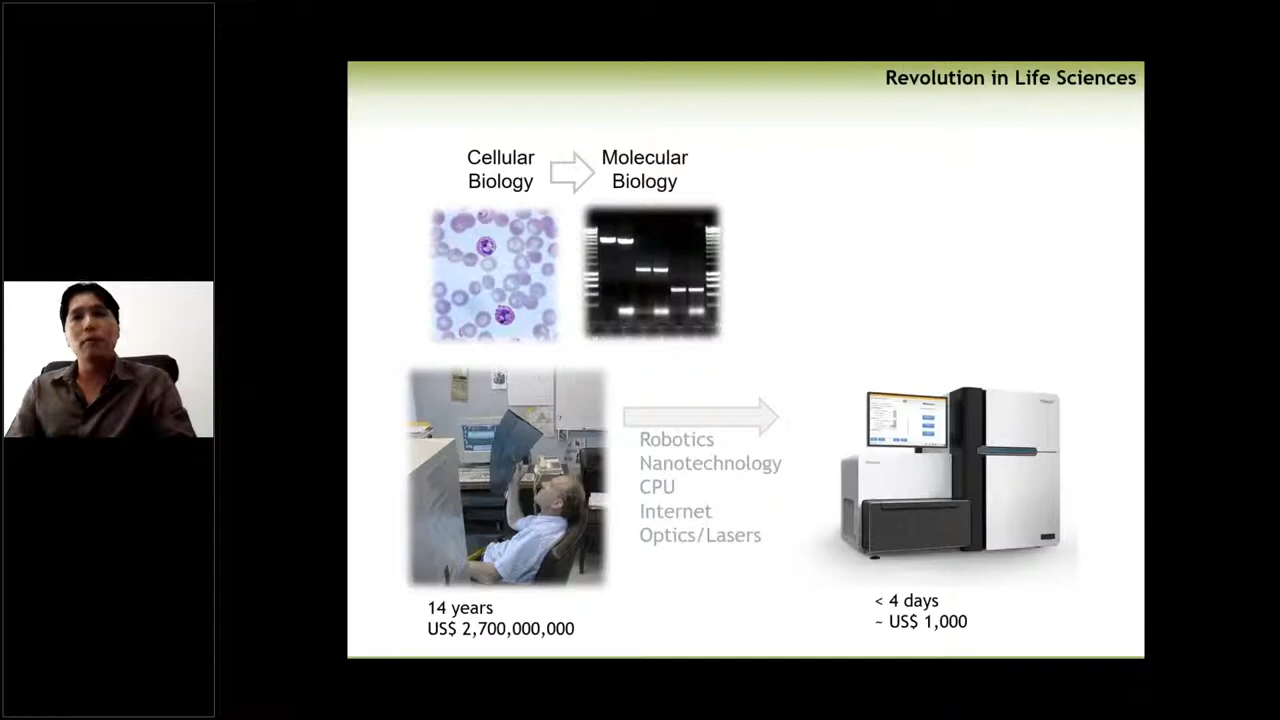 Revolution in Life Sciences
Cellular
Biology
Molecular
Biology
Robotics
Nanotechnology
CPU
Internet
Optics/Lasers
14 years
US$ 2,700,000,000
< 4 days
~ US$ 1,000